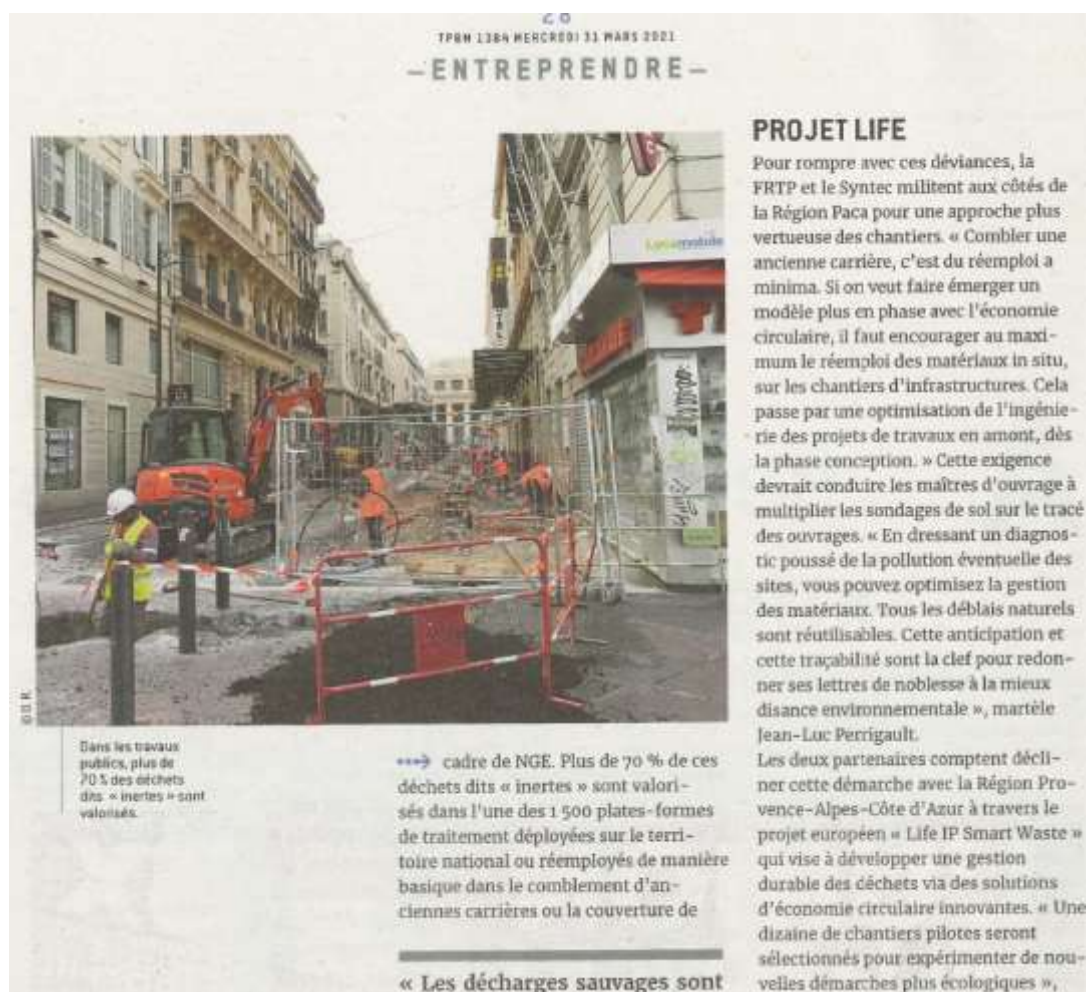 28
TPBM 1384 MERCREDI 31 MARS 2021
—ENTREPRENDRE—
Lycamobile
© D. R.
Dans les travaux
publics, plus de
70 % des déchets
dits « inertes » sont
valorisés.
cadre de NGE. Plus de 70 % de ces
déchets dits « inertes » sont valori-
sés dans l'une des 1 500 plates-formes
de traitement déployées sur le terri-
toire national ou réemployés de manière
basique dans le comblement d'an-
ciennes carrières ou la couverture de
« Les décharges sauvages sont
PROJET LIFE
Pour rompre avec ces déviances, la
FRTP et le Syntec militent aux côtés de
la Région Paca pour une approche plus
vertueuse des chantiers. « Combler une
ancienne carrière, c'est du réemploi a
minima. Si on veut faire émerger un
modèle plus en phase avec l'économie
circulaire, il faut encourager au maxi-
mum le réemploi des matériaux in situ,
sur les chantiers d'infrastructures. Cela
passe par une optimisation de l'ingénie-
rie des projets de travaux en amont, dès
la phase conception. » Cette exigence
devrait conduire les maîtres d'ouvrage à
multiplier les sondages de sol sur le tracé
des ouvrages. « En dressant un diagnos-
tic poussé de la pollution éventuelle des
sites, vous pouvez optimisez la gestion
des matériaux. Tous les déblais naturels
sont réutilisables. Cette anticipation et
cette traçabilité sont la clef pour redon-
ner ses lettres de noblesse à la mieux
disance environnementale », martèle
Jean-Luc Perrigault.
Les deux partenaires comptent décli-
ner cette démarche avec la Région Pro-
vence-Alpes-Côte d'Azur à travers le
projet européen « Life IP Smart Waste »
qui vise à développer une gestion
durable des déchets via des solutions
d'économie circulaire innovantes. « Une
dizaine de chantiers pilotes seront
sélectionnés pour expérimenter de nou-
velles démarches plus écologiques »,